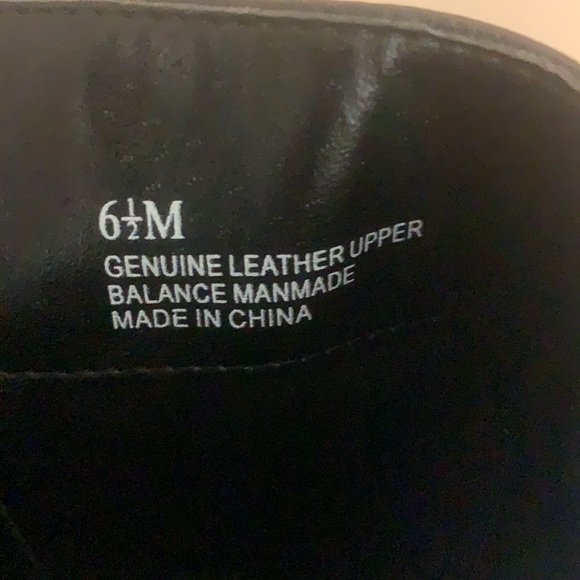 6½M
GENUINE LEATHER UPPER
BALANCE MANMADE
MADE IN CHINA